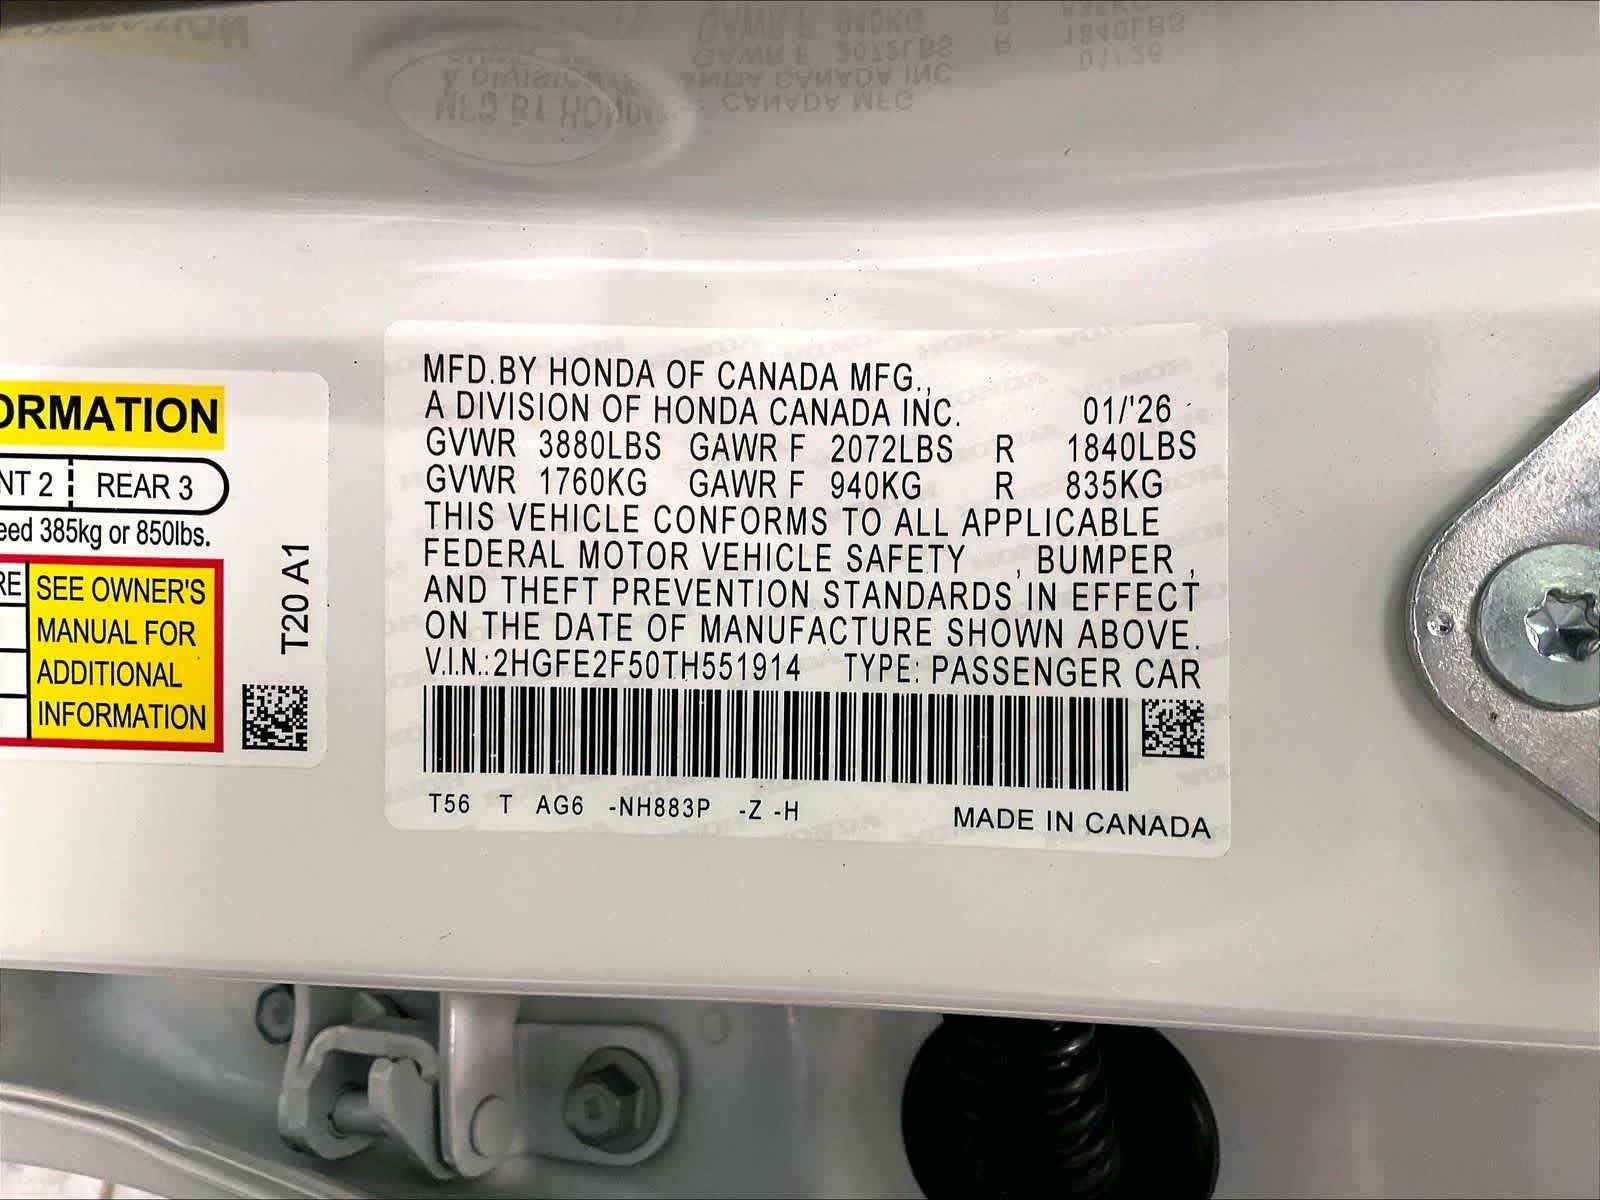 MFD.BY HONDA OF CANADA MFG.,
A DIVISION OF HONDA CANADA INC. 01/'26
GVWR 3880LBS GAWR F 2072LBS R 1840LBS
GVWR 1760KG GAWR F 940KG R 835KG
THIS VEHICLE CONFORMS TO ALL APPLICABLE
FEDERAL MOTOR VEHICLE SAFETY , BUMPER ,
AND THEFT PREVENTION STANDARDS IN EFFECT
ON THE DATE OF MANUFACTURE SHOWN ABOVE.
V.I.N.:2HGFE2F50TH551914 TYPE: PASSENGER CAR
T56 T AG6 -NH883P -Z -H
MADE IN CANADA
ORMATION
NT 2 REAR 3
eed 385kg or 850lbs.
RE
SEE OWNER'S
MANUAL FOR
ADDITIONAL
INFORMATION
T20 A1